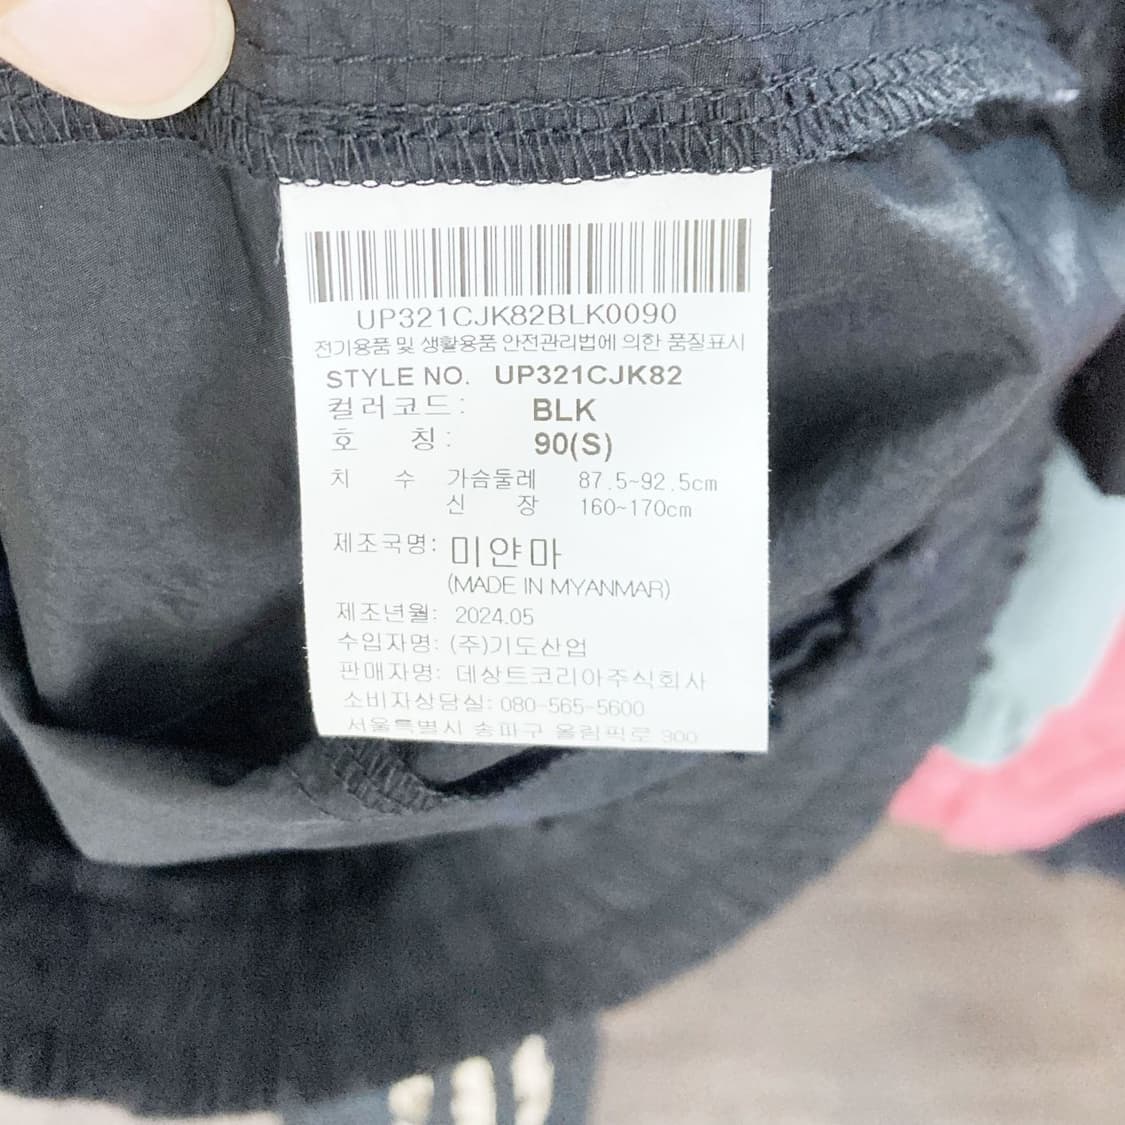 UP321CJK82BLK0090
전기용품 및 생활용품 안전관리법에 의한 품질표시
STYLE NO. UP321CJK82
컬러코드: BLK
호 칭: 90(S)
치 수 가슴둘레 87.5~92.5cm
신 장 160~170cm
제조국명: 미얀마
(MADE IN MYANMAR)
제조년월: 2024.05
수입자명: (주)기도산업
판매자명: 데상트코리아주식회사
소비자상담실: 080-565-5600
서울특별시 송파구 올림픽로 300